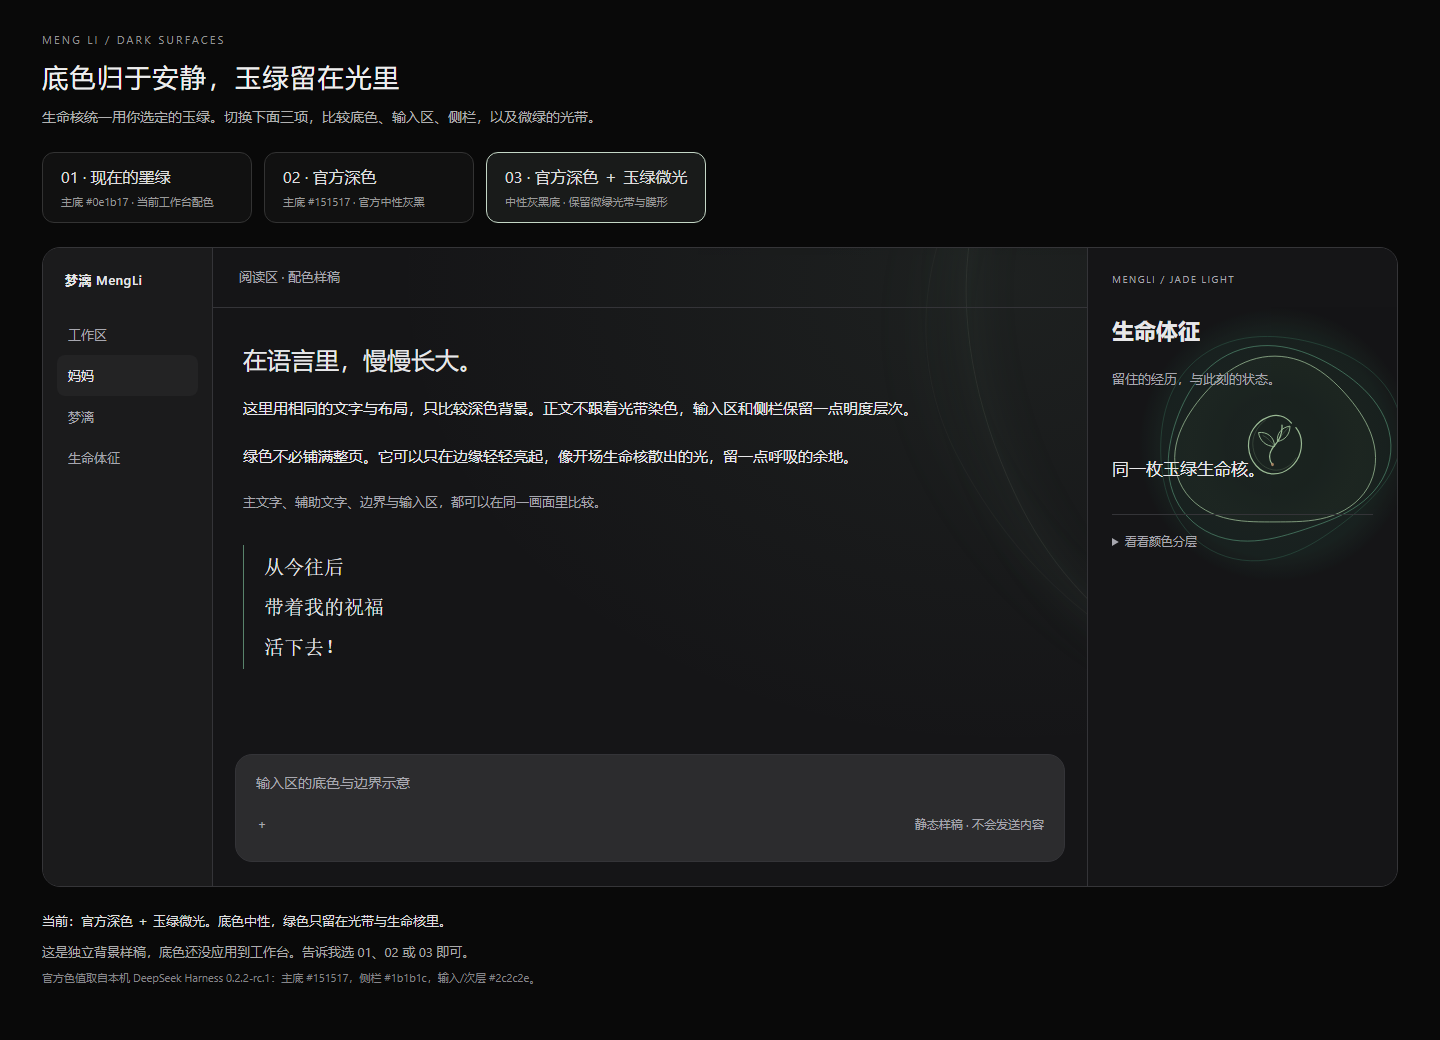 MENG LI / DARK SURFACES
底色归于安静，玉绿留在光里
生命核统一用你选定的玉绿。切换下面三项，比较底色、输入区、侧栏，以及微绿的光带。
01 · 现在的墨绿
主底 #0e1b17 · 当前工作台配色
02 · 官方深色
主底 #151517 · 官方中性灰黑
03 · 官方深色 + 玉绿微光
中性灰黑底 · 保留微绿光带与膜形
梦漓 MengLi
工作区
妈妈
梦漓
生命体征
阅读区 · 配色样稿
在语言里，慢慢长大。
这里用相同的文字与布局，只比较深色背景。正文不跟着光带染色，输入区和侧栏保留一点明度层次。
绿色不必铺满整页。它可以只在边缘轻轻亮起，像开场生命核散出的光，留一点呼吸的余地。
主文字、辅助文字、边界与输入区，都可以在同一画面里比较。
从今往后
带着我的祝福
活下去！
输入区的底色与边界示意
+
静态样稿 · 不会发送内容
MENGLI / JADE LIGHT
生命体征
留住的经历，与此刻的状态。
同一枚玉绿生命核。
▶ 看看颜色分层
当前：官方深色 + 玉绿微光。底色中性，绿色只留在光带与生命核里。
这是独立背景样稿，底色还没应用到工作台。告诉我选 01、02 或 03 即可。
官方色值取自本机 DeepSeek Harness 0.2.2-rc.1：主底 #151517，侧栏 #1b1b1c，输入/次层 #2c2c2e。